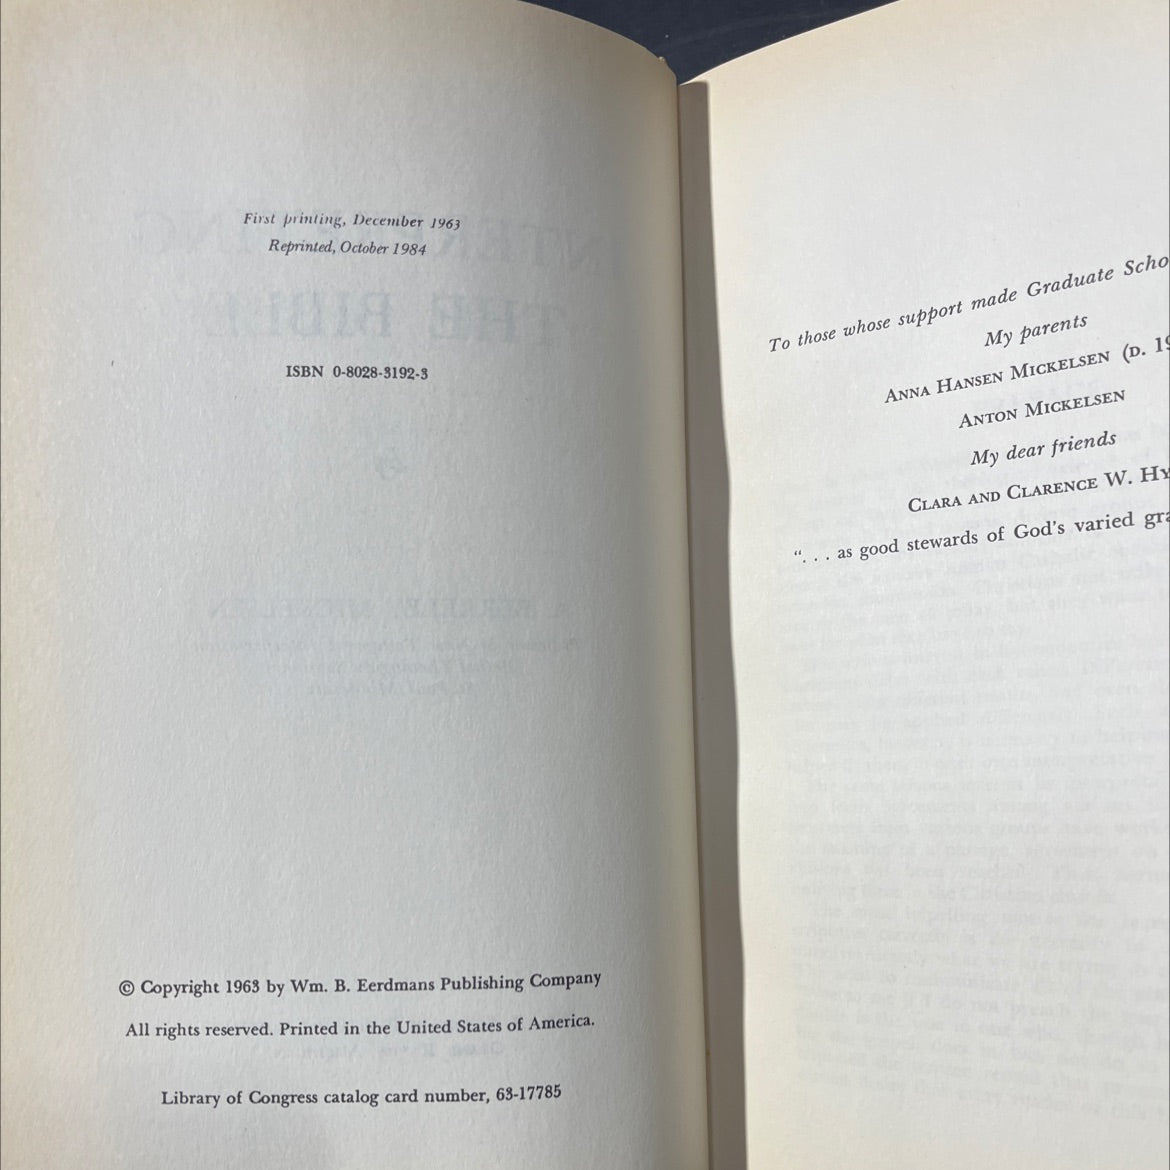 First printing, December 1963
Reprinted, October 1984
ISBN 0-8028-3192-3
© Copyright 1963 by Wm. B. Eerdmans Publishing Company
All rights reserved. Printed in the United States of America.
Library of Congress catalog card number, 63-17785
To those whose support made Graduate Scho
My parents
ANNA HANSEN MICKELSEN (D. 19
ANTON MICKELSEN
My dear friends
CLARA AND CLARENCE W. HY
". . . as good stewards of God's varied gra